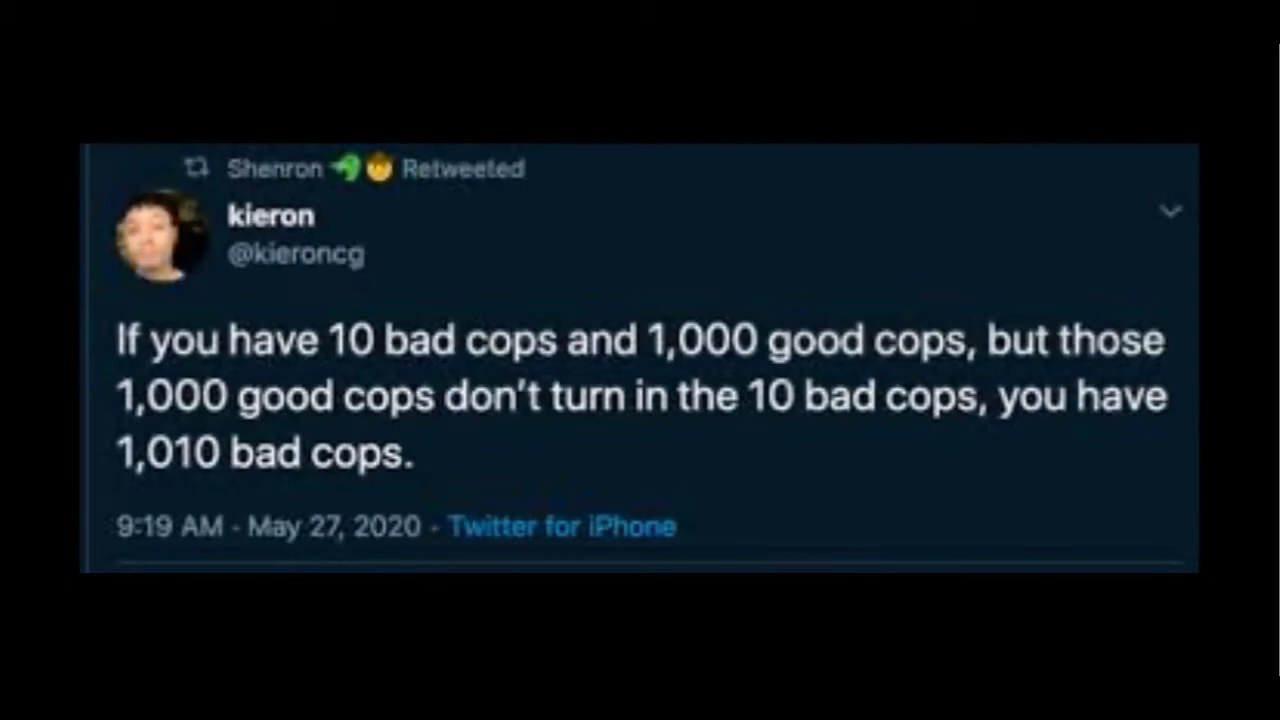 Shenron Retweeted
kieron
@kieroncg
If you have 10 bad cops and 1,000 good cops, but those
1,000 good cops don't turn in the 10 bad cops, you have
1,010 bad cops.
9:19 AM · May 27, 2020 · Twitter for iPhone